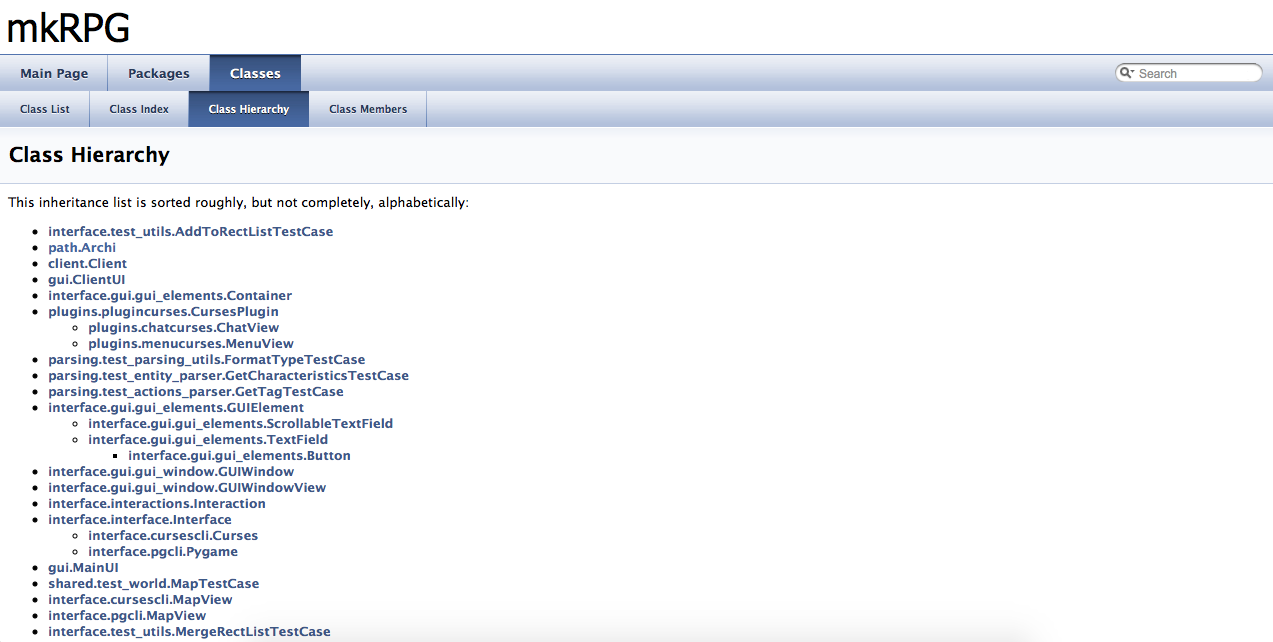 mkRPG
Main Page Packages Classes Search
Class List Class Index Class Hierarchy Class Members
Class Hierarchy
This inheritance list is sorted roughly, but not completely, alphabetically:
interface.test_utils.AddToRectListTestCase
path.Archi
client.Client
gui.ClientUI
interface.gui.gui_elements.Container
plugins.plugincurses.CursesPlugin
plugins.chatcurses.ChatView
plugins.menucurses.MenuView
parsing.test_parsing_utils.FormatTypeTestCase
parsing.test_entity_parser.GetCharacteristicsTestCase
parsing.test_actions_parser.GetTagTestCase
interface.gui.gui_elements.GUIElement
interface.gui.gui_elements.ScrollableTextField
interface.gui.gui_elements.TextField
interface.gui.gui_elements.Button
interface.gui.gui_window.GUIWindow
interface.gui.gui_window.GUIWindowView
interface.interactions.Interaction
interface.interface.Interface
interface.cursescli.Curses
interface.pgcli.Pygame
gui.MainUI
shared.test_world.MapTestCase
interface.cursescli.MapView
interface.pgcli.MapView
interface.test_utils.MergeRectListTestCase